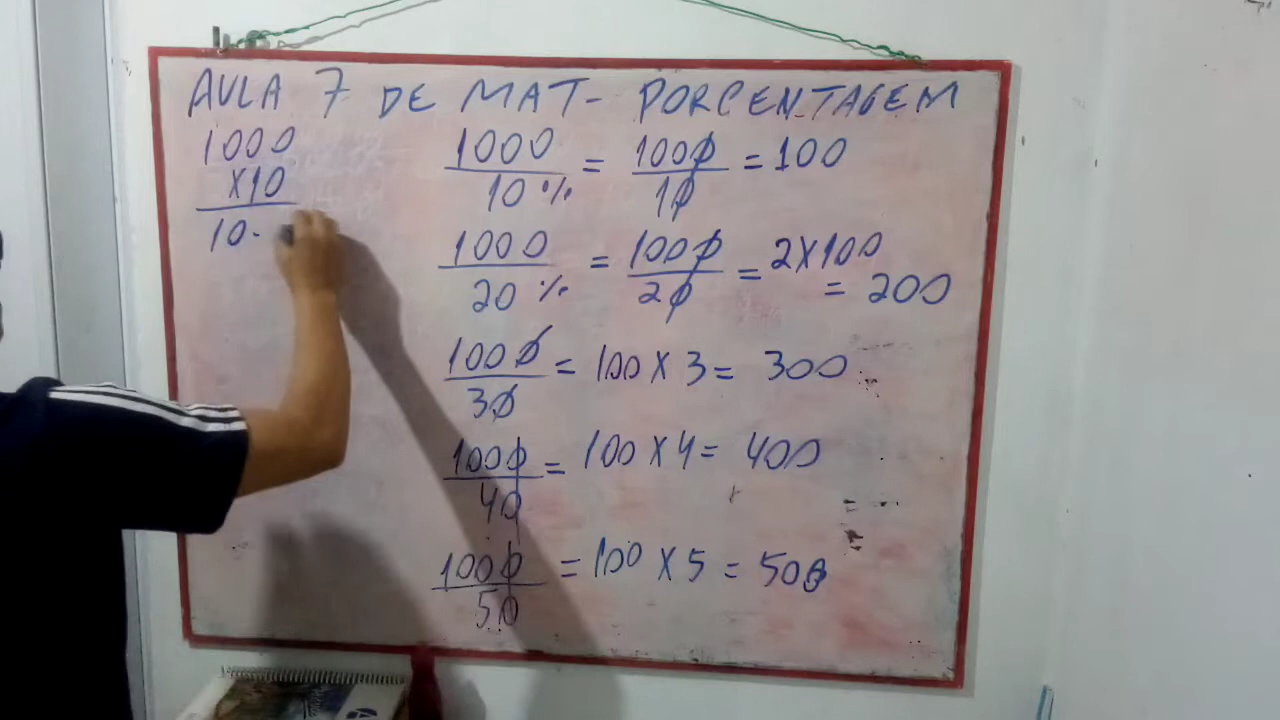 AULA 7 DE MAT- PORCENTAGEM
1000
X10
10.
1000/10% = 1000/10 = 100
1000/20% = 1000/20 = 2X100
= 200
1000/30 = 100 X 3 = 300
1000/40 = 100 X 4 = 400
1000/50 = 100 X 5 = 500